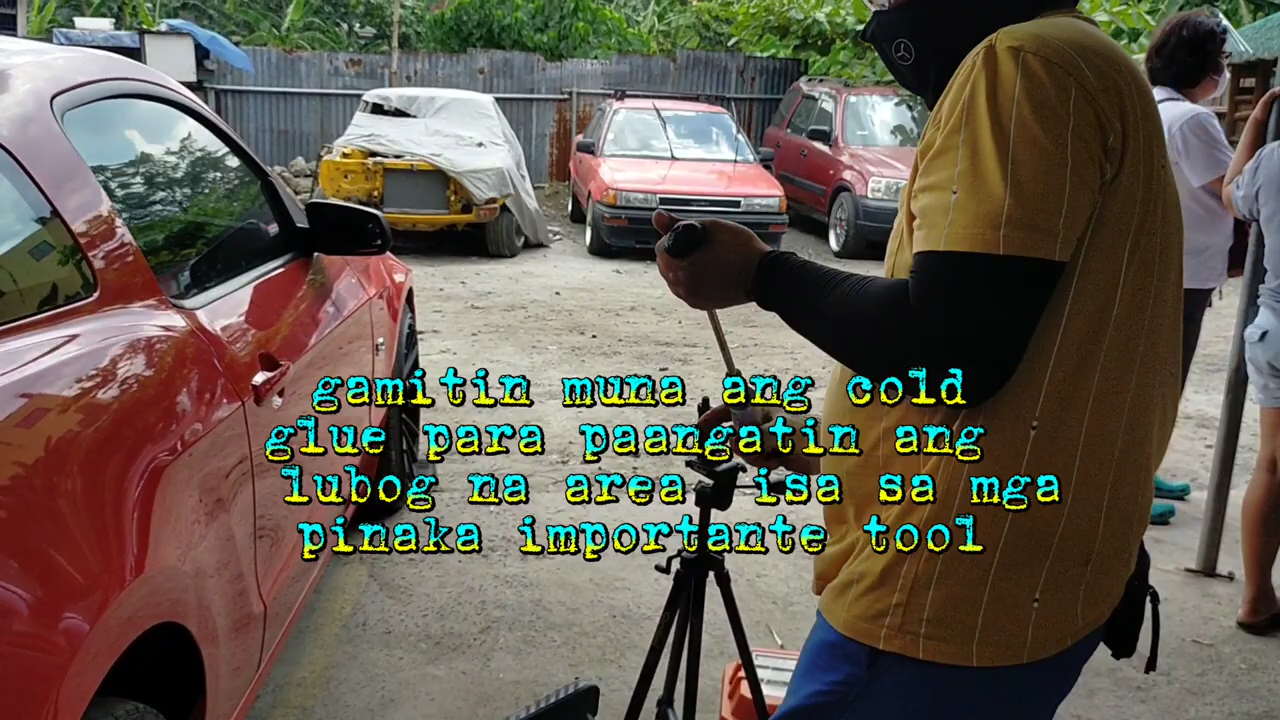 gamitin muna ang cold
glue para paangatin ang
lubog na area isa sa mga
pinaka importante tool